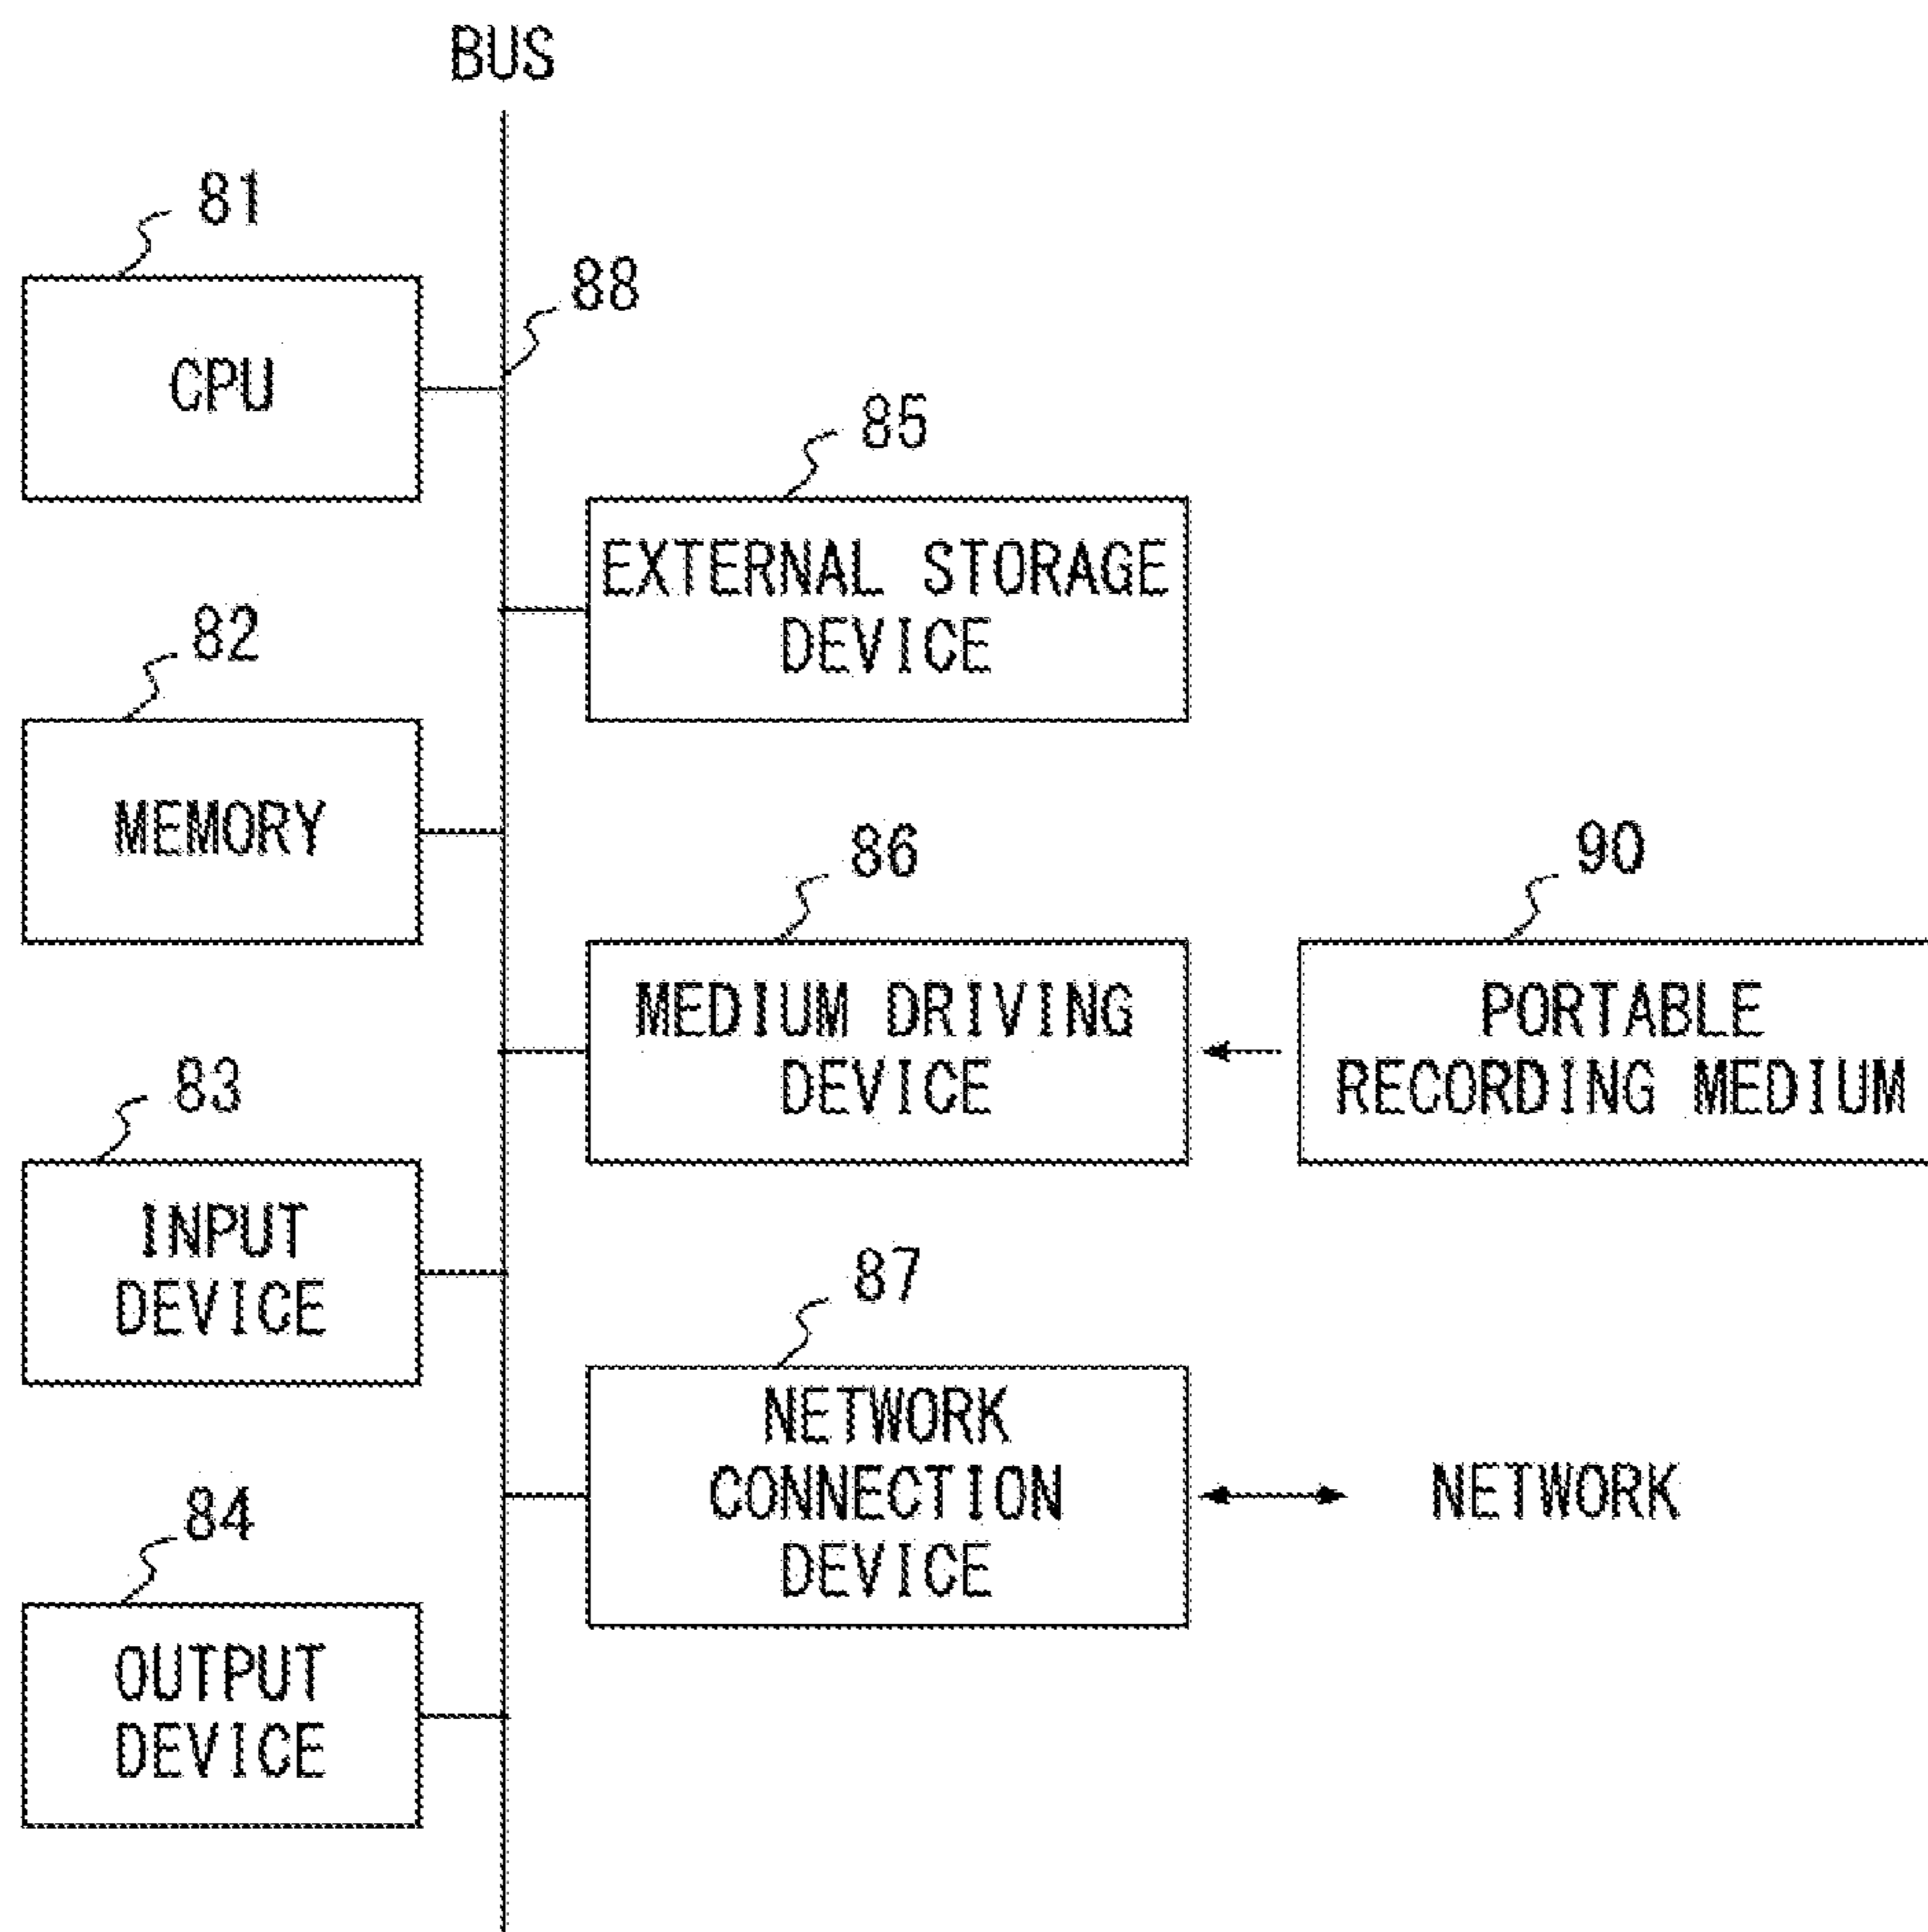 BUS
81
CPU
88
85
EXTERNAL STORAGE
DEVICE
82
MEMORY
86
MEDIUM DRIVING
DEVICE
90
PORTABLE
RECORDING MEDIUM
83
INPUT
DEVICE
87
NETWORK
CONNECTION
DEVICE
NETWORK
84
OUTPUT
DEVICE